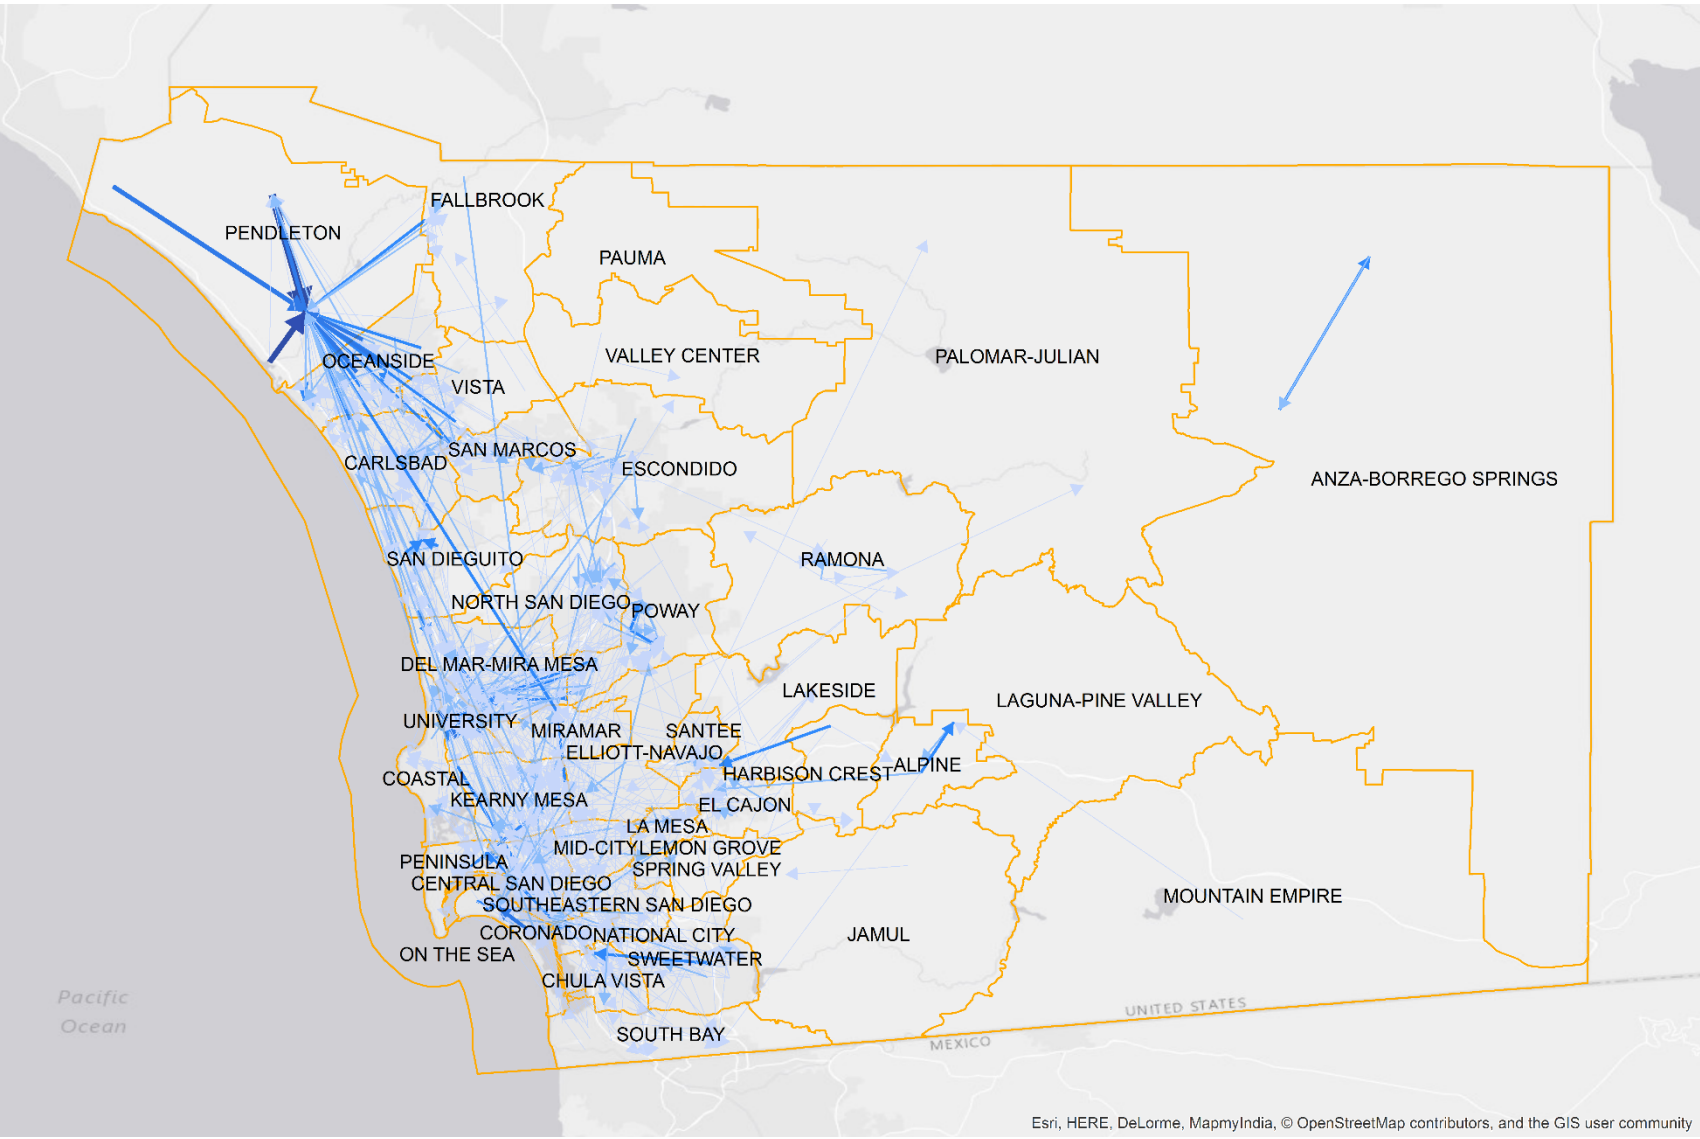 FALLBROOK
PENDLETON
PAUMA
VALLEY CENTER
PALOMAR-JULIAN
OCEANSIDE
VISTA
SAN MARCOS
CARLSBAD
ESCONDIDO
ANZA-BORREGO SPRINGS
SAN DIEGUITO
RAMONA
NORTH SAN DIEGO
POWAY
DEL MAR-MIRA MESA
LAKESIDE
LAGUNA-PINE VALLEY
UNIVERSITY
MIRAMAR
SANTEE
ELLIOTT-NAVAJO
ALPINE
HARBISON CREST
COASTAL
KEARNY MESA
EL CAJON
LA MESA
MID-CITY
LEMON GROVE
PENINSULA
SPRING VALLEY
CENTRAL SAN DIEGO
MOUNTAIN EMPIRE
SOUTHEASTERN SAN DIEGO
CORONADO
NATIONAL CITY
JAMUL
ON THE SEA
SWEETWATER
CHULA VISTA
Pacific
Ocean
UNITED STATES
SOUTH BAY
MEXICO
Esri, HERE, DeLorme, MapmyIndia, © OpenStreetMap contributors, and the GIS user community